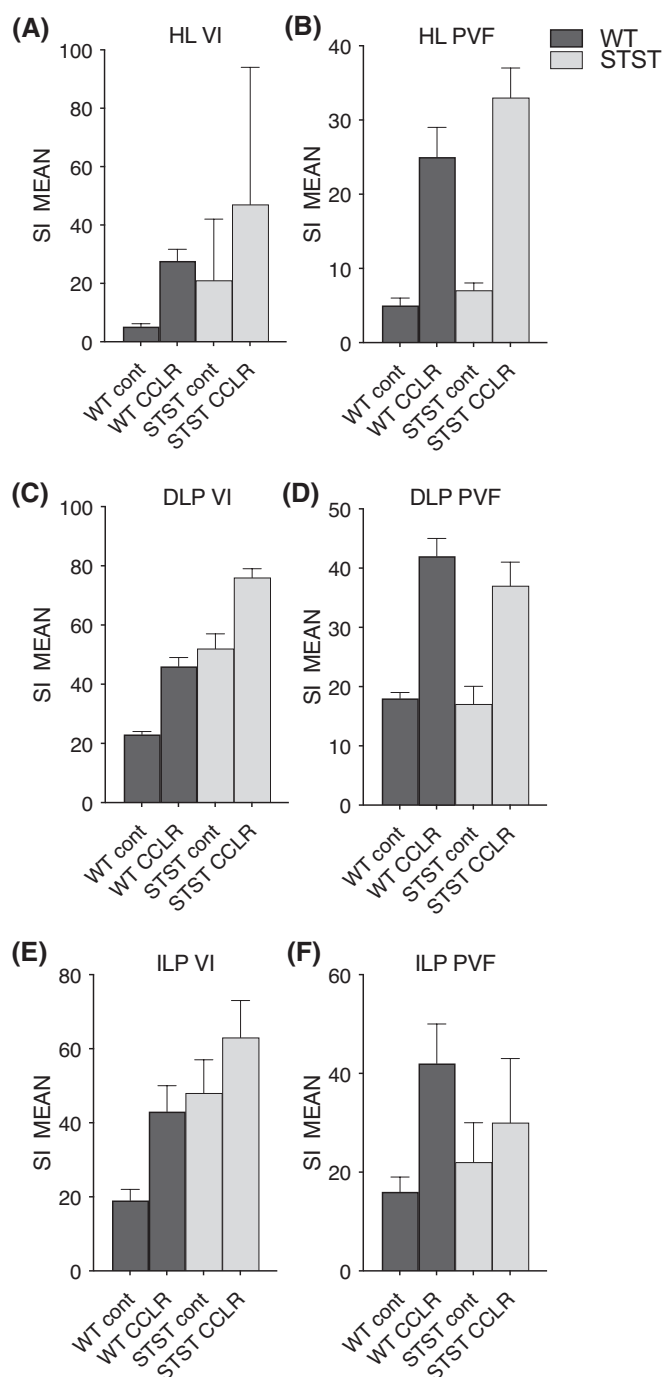 (A) HL VI
SI MEAN
100
80
60
40
20
0
WT cont
WT CCLR
STST cont
STST CCLR
(B) HL PVF
SI MEAN
40
30
20
10
0
WT cont
WT CCLR
STST cont
STST CCLR
WT
STST
(C) DLP VI
SI MEAN
100
80
60
40
20
0
WT cont
WT CCLR
STST cont
STST CCLR
(D) DLP PVF
SI MEAN
50
40
30
20
10
0
WT cont
WT CCLR
STST cont
STST CCLR
(E) ILP VI
SI MEAN
80
60
40
20
0
WT cont
WT CCLR
STST cont
STST CCLR
(F) ILP PVF
SI MEAN
60
40
20
0
WT cont
WT CCLR
STST cont
STST CCLR